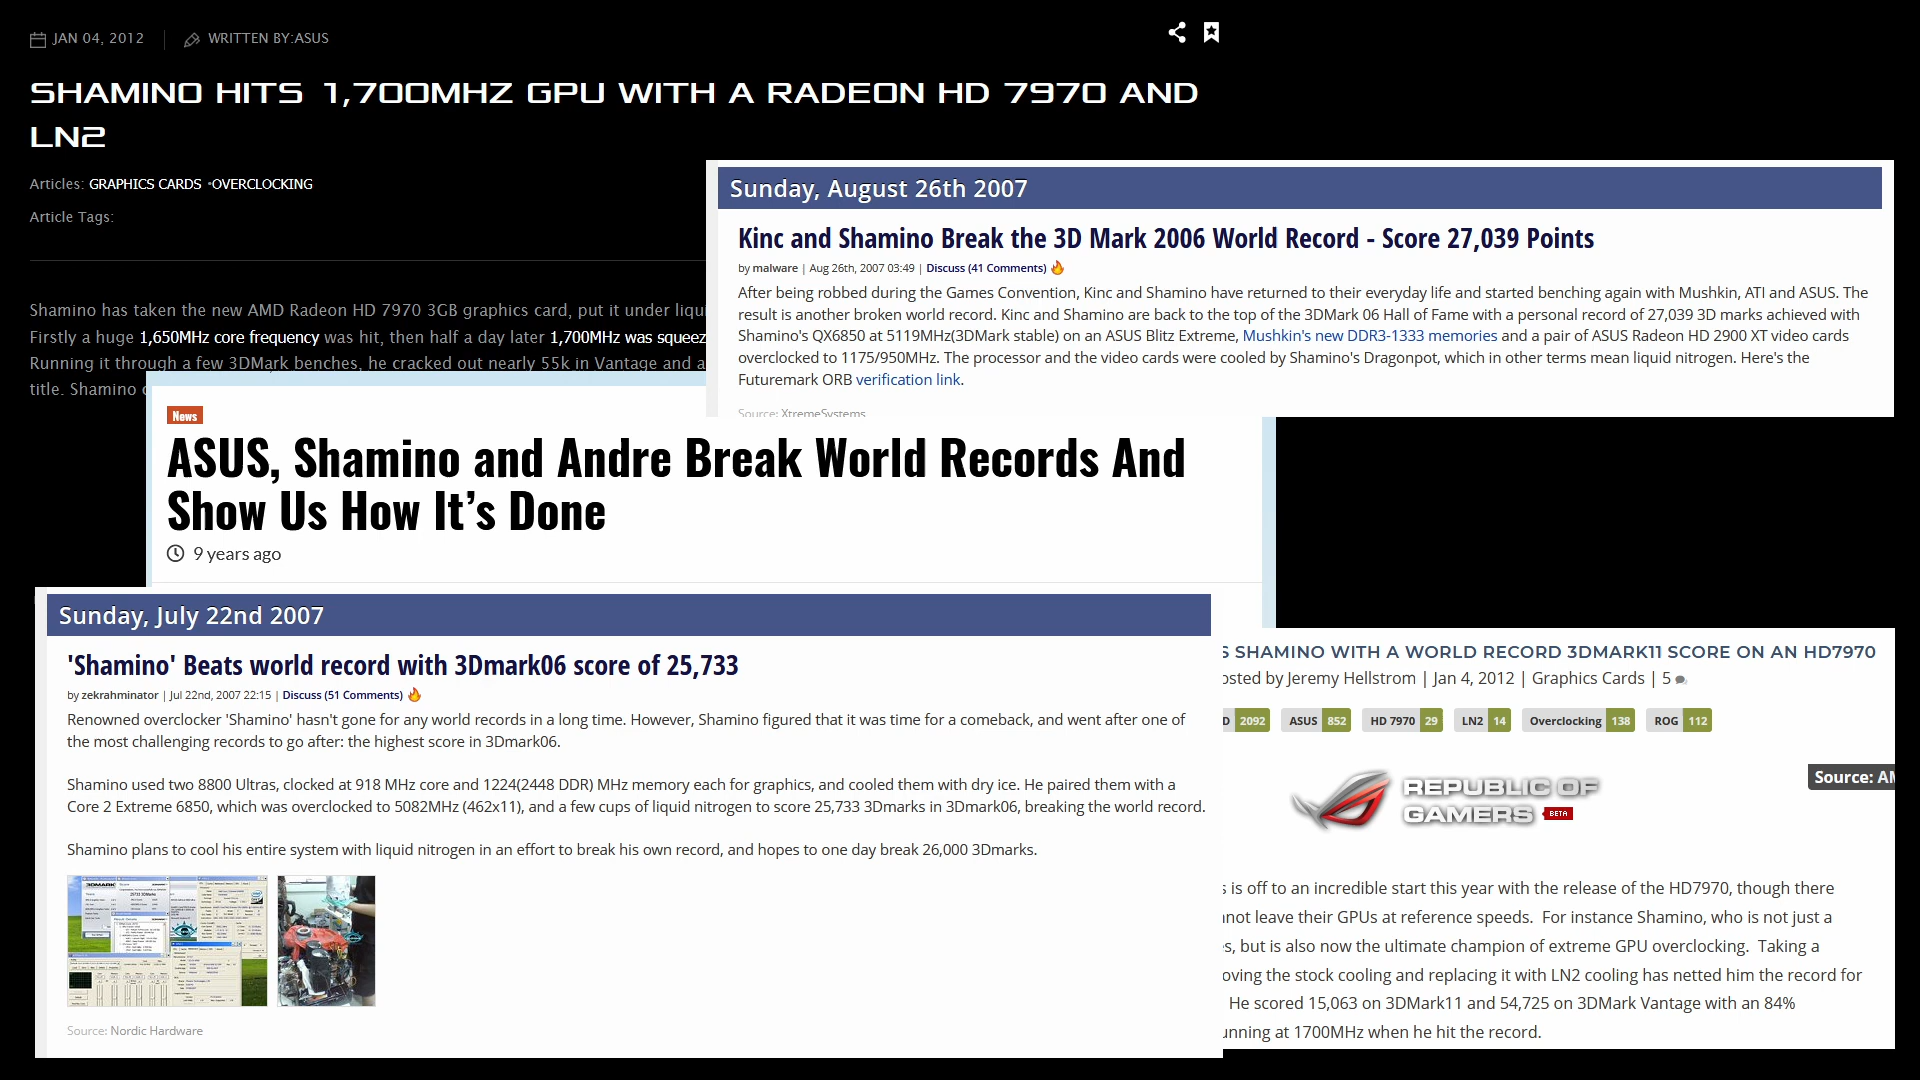 JAN 04, 2012
WRITTEN BY:ASUS
SHAMINO HITS 1,700MHZ GPU WITH A RADEON HD 7970 AND
LN2
Articles: GRAPHICS CARDS •OVERCLOCKING
Article Tags:
Shamino has taken the new AMD Radeon HD 7970 3GB graphics card, put it under
Firstly a huge 1,650MHz core frequency was hit, then half a day later 1,700MHz was
Running it through a few 3DMark benches, he cracked out nearly 55k in Vantage and a
title. Shamino
Sunday, August 26th 2007
Kinc and Shamino Break the 3D Mark 2006 World Record - Score 27,039 Points
by malware | Aug 26th, 2007 03:49 | Discuss (41 Comments)
After being robbed during the Games Convention, Kinc and Shamino have returned to their everyday life and started benching again with Mushkin, ATI and ASUS. The
result is another broken world record. Kinc and Shamino are back to the top of the 3DMark 06 Hall of Fame with a personal record of 27,039 3D marks achieved with
Shamino's QX6850 at 5119MHz(3DMark stable) on an ASUS Blitz Extreme, Mushkin's new DDR3-1333 memories and a pair of ASUS Radeon HD 2900 XT video cards
overclocked to 1175/950MHz. The processor and the video cards were cooled by Shamino's Dragonpot, which in other terms mean liquid nitrogen. Here's the
Futuremark ORB verification link.
Source: XtremeSystems
News
ASUS, Shamino and Andre Break World Records And
Show Us How It's Done
9 years ago
Sunday, July 22nd 2007
'Shamino' Beats world record with 3Dmark06 score of 25,733
by zekrahminator | Jul 22nd, 2007 22:15 | Discuss (51 Comments)
Renowned overclocker 'Shamino' hasn't gone for any world records in a long time. However, Shamino figured that it was time for a comeback, and went after one of
the most challenging records to go after: the highest score in 3Dmark06.
Shamino used two 8800 Ultras, clocked at 918 MHz core and 1224(2448 DDR) MHz memory each for graphics, and cooled them with dry ice. He paired them with a
Core 2 Extreme 6850, which was overclocked to 5082MHz (462x11), and a few cups of liquid nitrogen to score 25,733 3Dmarks in 3Dmark06, breaking the world record.
Shamino plans to cool his entire system with liquid nitrogen in an effort to break his own record, and hopes to one day break 26,000 3Dmarks.
Source: Nordic Hardware
S SHAMINO WITH A WORLD RECORD 3DMARK11 SCORE ON AN HD7970
osted by Jeremy Hellstrom | Jan 4, 2012 | Graphics Cards | 5
D 2092 ASUS 852 HD 7970 29 LN2 14 Overclocking 138 ROG 112
REPUBLIC OF
GAMERS BETA
Source: AM
s is off to an incredible start this year with the release of the HD7970, though there
not leave their GPUs at reference speeds. For instance Shamino, who is not just a
s, but is also now the ultimate champion of extreme GPU overclocking. Taking a
oving the stock cooling and replacing it with LN2 cooling has netted him the record for
He scored 15,063 on 3DMark11 and 54,725 on 3DMark Vantage with an 84%
unning at 1700MHz when he hit the record.